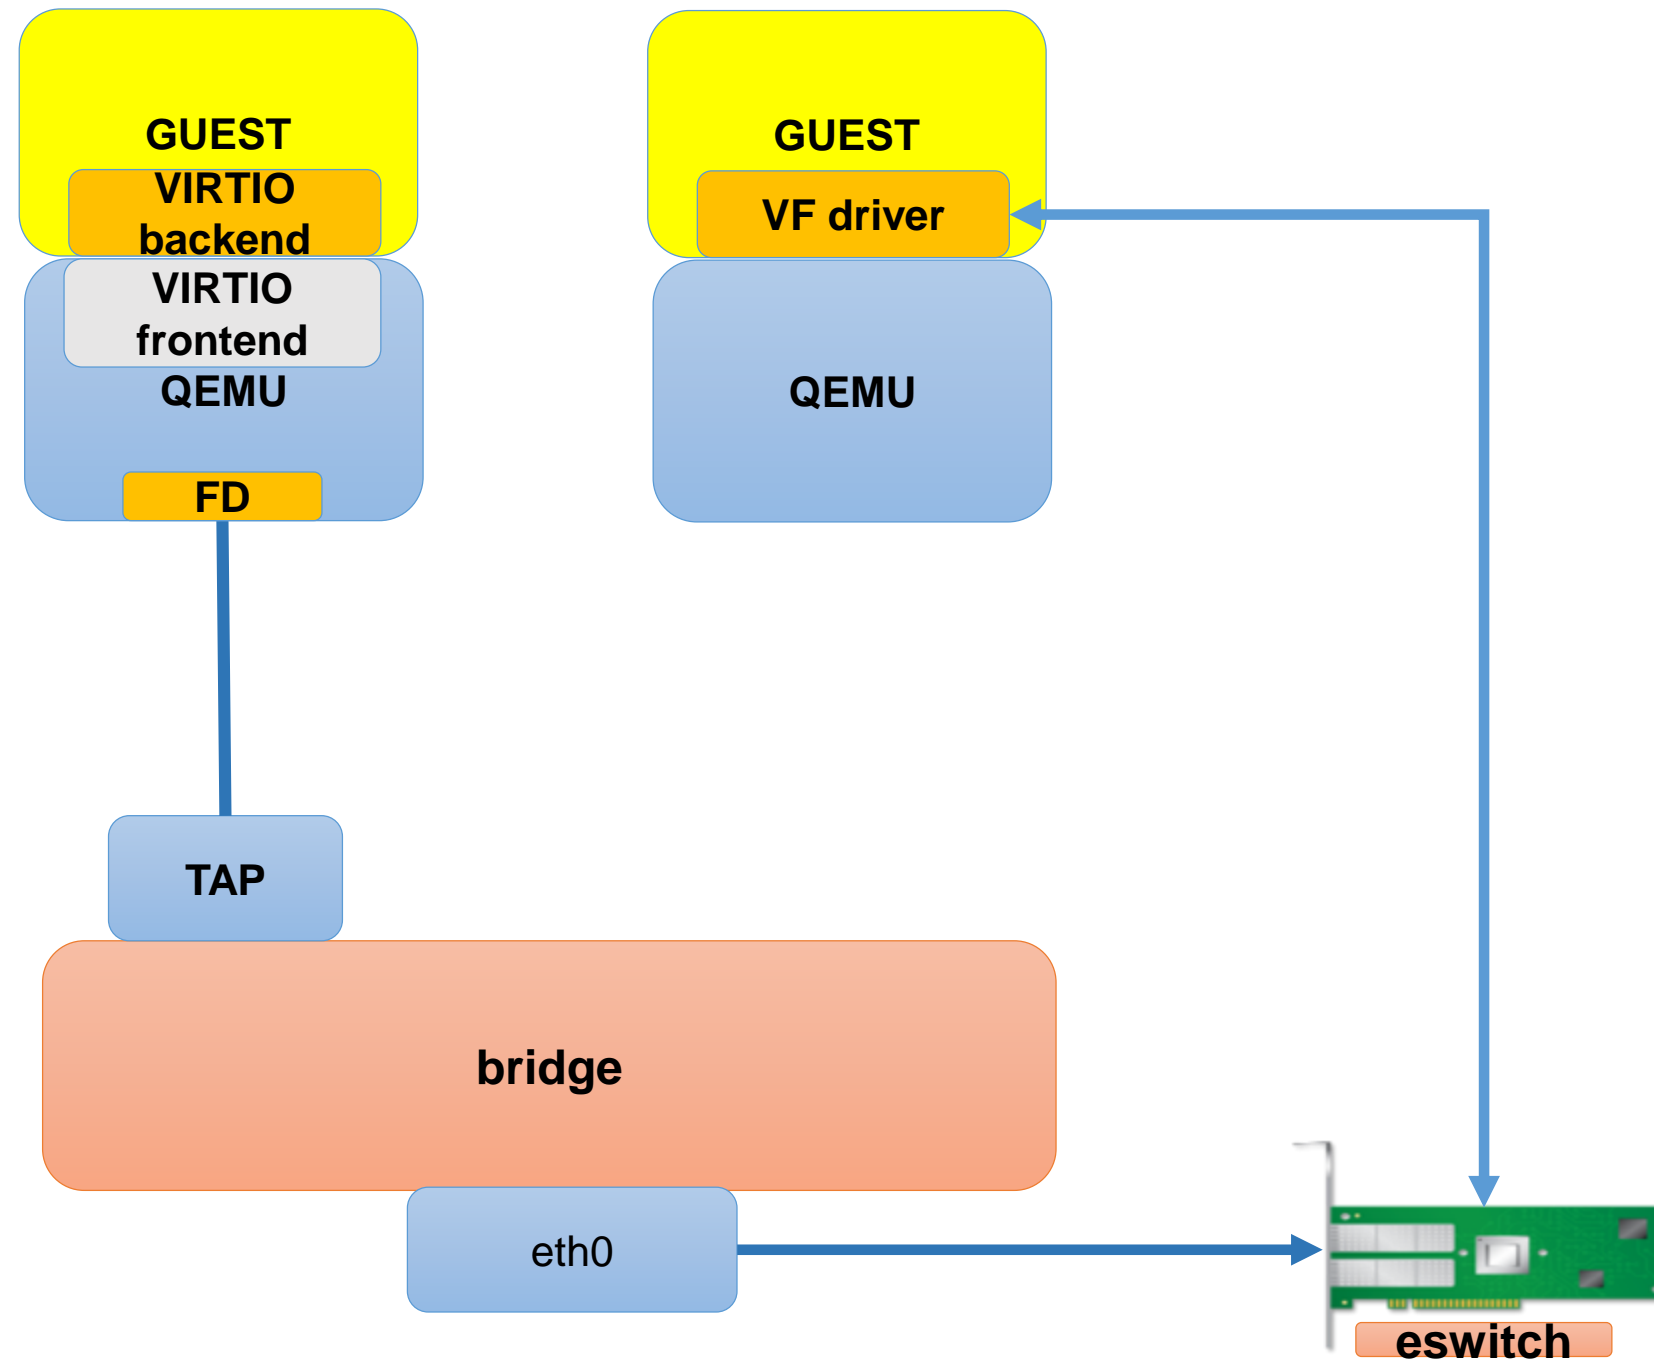 GUEST
VIRTIO
backend
VIRTIO
frontend
QEMU
FD
TAP
GUEST
VF driver
QEMU
bridge
eth0
eswitch